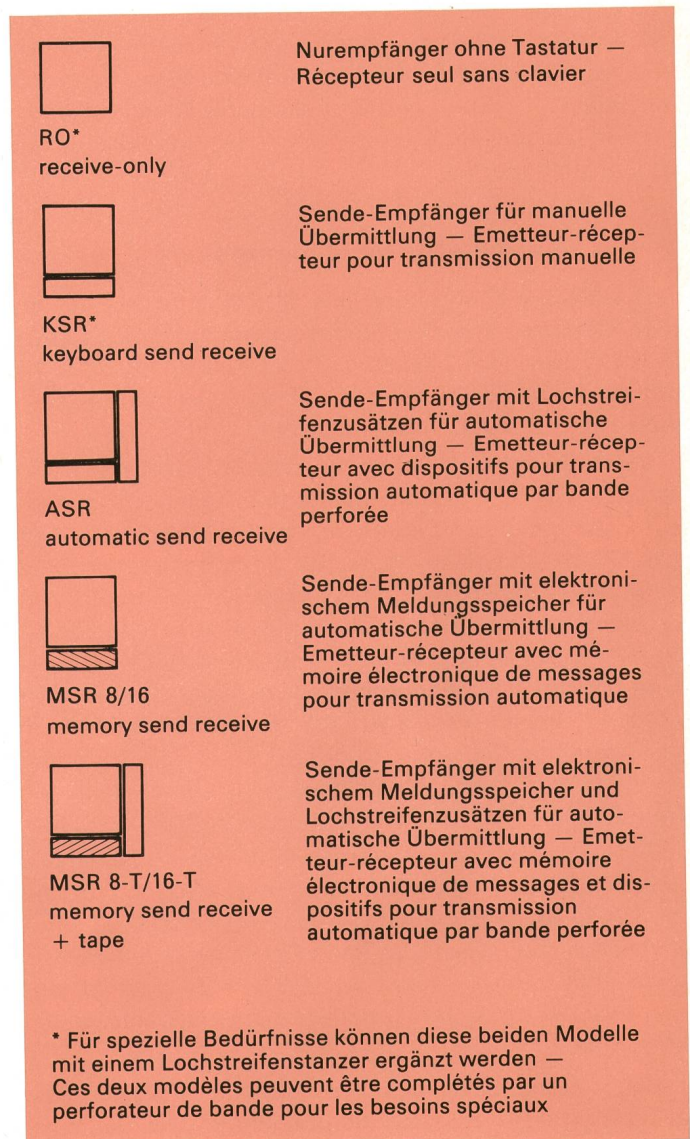 Nurempfänger ohne Tastatur —
Récepteur seul sans clavier
RO*
receive-only
Sende-Empfänger für manuelle
Übermittlung — Emetteur-récep-
teur pour transmission manuelle
KSR*
keyboard send receive
Sende-Empfänger mit Lochstrei-
fenzusätzen für automatische
Übermittlung — Emetteur-récep-
teur avec dispositifs pour trans-
mission automatique par bande
perforée
ASR
automatic send receive
Sende-Empfänger mit elektroni-
schem Meldungsspeicher für
automatische Übermittlung —
Emetteur-récepteur avec mé-
moire électronique de messages
pour transmission automatique
MSR 8/16
memory send receive
Sende-Empfänger mit elektroni-
schem Meldungsspeicher und
Lochstreifenzusätzen für auto-
matische Übermittlung — Emet-
teur-récepteur avec mémoire
électronique de messages et dis-
positifs pour transmission
automatique par bande perforée
MSR 8-T/16-T
memory send receive
+ tape
* Für spezielle Bedürfnisse können diese beiden Modelle
mit einem Lochstreifenstanzer ergänzt werden —
Ces deux modèles peuvent être complétés par un
perforateur de bande pour les besoins spéciaux